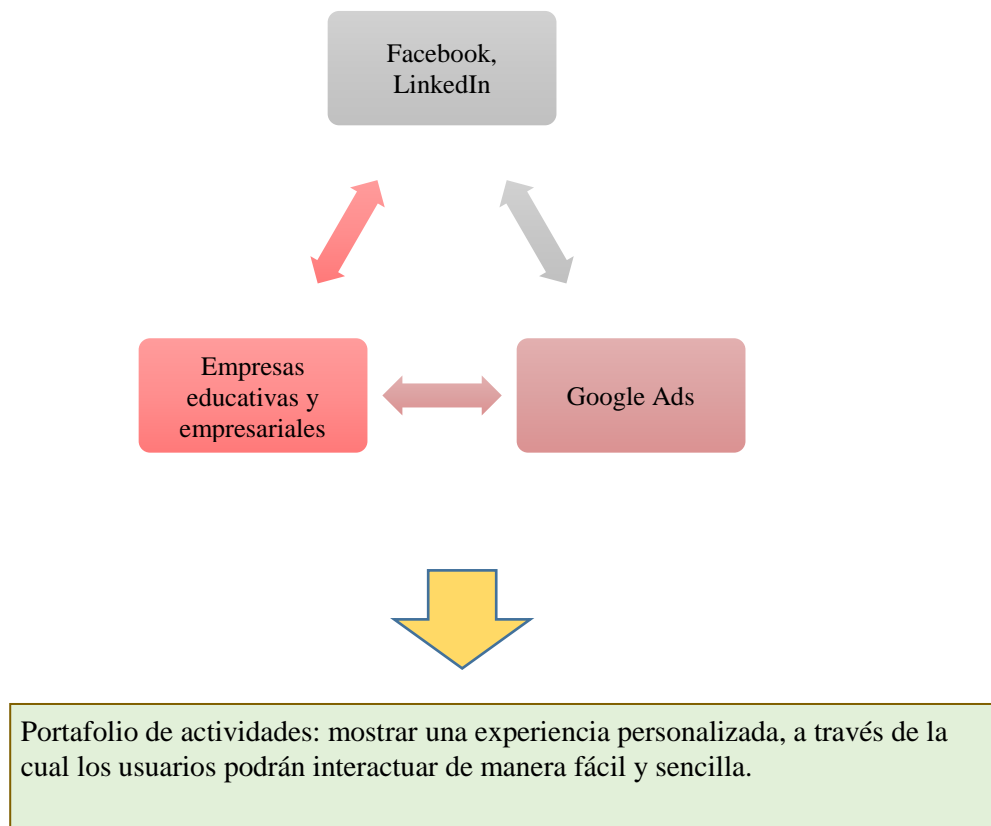 Facebook,
LinkedIn
Empresas
educativas y
empresariales
Google Ads
Portafolio de actividades: mostrar una experiencia personalizada, a través de la
cual los usuarios podrán interactuar de manera fácil y sencilla.